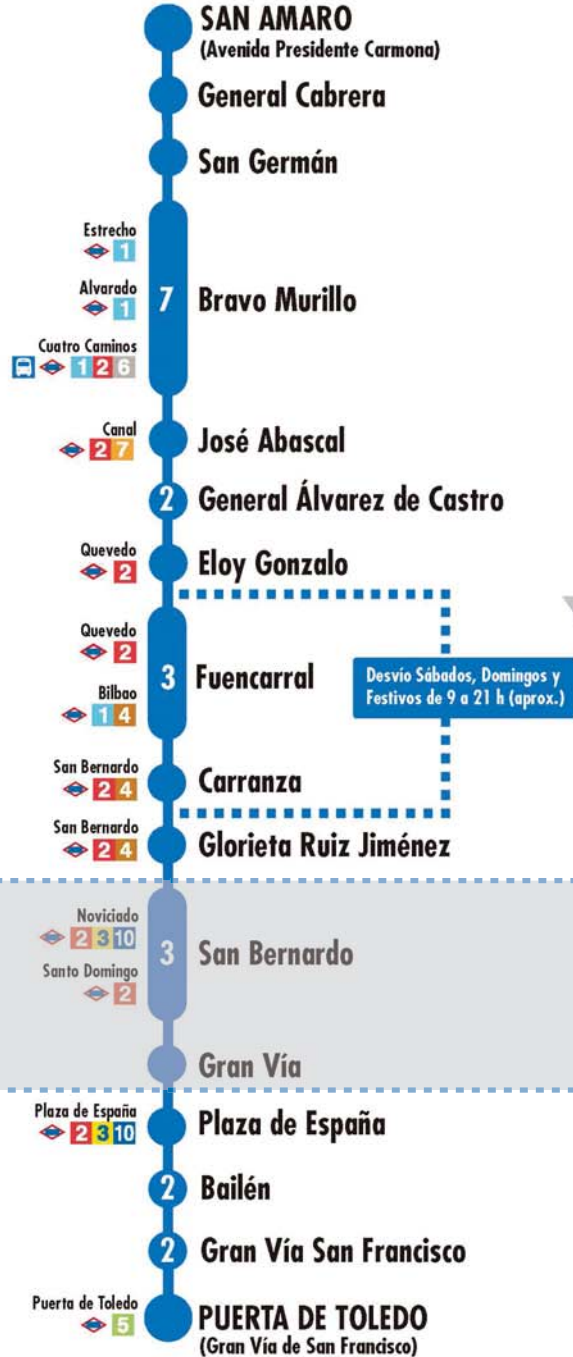 SAN AMARO
(Avenida Presidente Carmona)
General Cabrera
San Germán
Estrecho
1
Alvarado
1
7
Bravo Murillo
Cuatro Caminos
1 2 6
Canal
2 7
José Abascal
2
General Álvarez de Castro
Quevedo
2
Eloy Gonzalo
Quevedo
2
3
Fuencarral
Desvío Sábados, Domingos y
Festivos de 9 a 21 h (aprox.)
Bilbao
1 4
San Bernardo
2 4
Carranza
San Bernardo
2 4
Glorieta Ruiz Jiménez
Noviciado
2 3 10
3
San Bernardo
Santo Domingo
2
Gran Vía
Plaza de España
2 3 10
Plaza de España
2
Bailén
2
Gran Vía San Francisco
Puerta de Toledo
5
PUERTA DE TOLEDO
(Gran Vía de San Francisco)